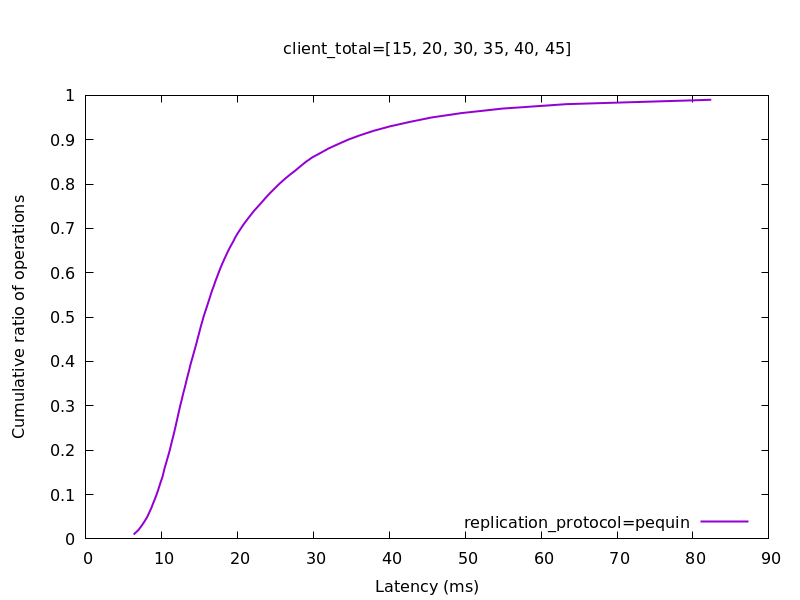 client_total=[15, 20, 30, 35, 40, 45]
1
0.9
0.8
0.7
0.6
0.5
0.4
0.3
0.2
0.1
0
Cumulative ratio of operations
replication_protocol=pequin
0 10 20 30 40 50 60 70 80 90
Latency (ms)